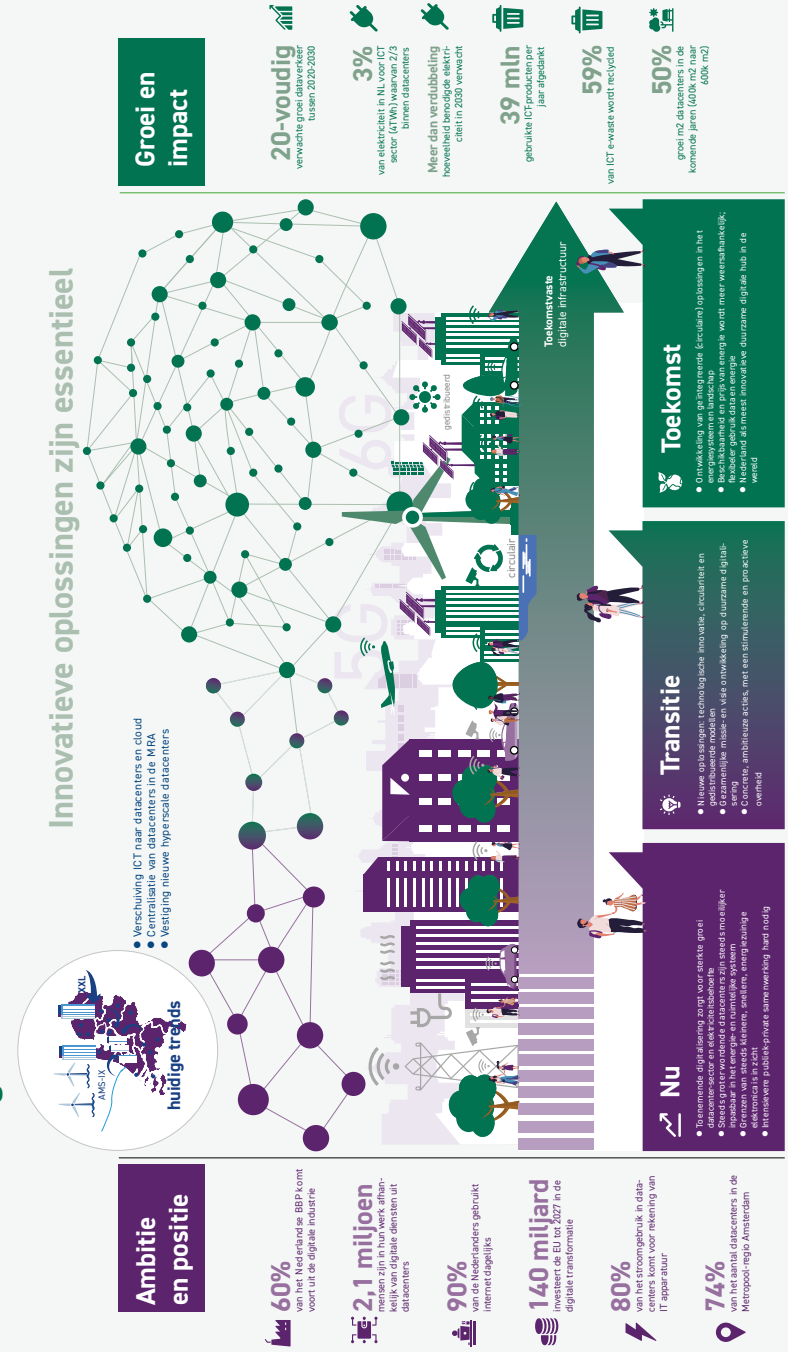 Innovatieve oplossingen zijn essentieel
Ambitie
en positie
60%
van het Nederlandse BBP komt
voort uit de digitale industrie
2,1 miljoen
mensen zijn in hun werk afhan-
kelijk van digitale diensten uit
datacenters
90%
van de Nederlanders gebruikt
internet dagelijks
140 miljard
investeert de EU tot 2027 in de
digitale transformatie
80%
van het stroomgebruik in data-
centers komt voor rekening van
IT apparatuur
74%
van het aantal datacenters in de
Metropool-regio Amsterdam
AMS-IX
XXL
huidige trends
● Verschuiving ICT naar datacenters en cloud
● Centralisatie van datacenters in de MRA
● Vestiging nieuwe hyperscale datacenters
5G
6G
circulair
gedistribueerd
Toekomstvaste
digitale infrastructuur
Nu
● Toenemende digitalisering zorgt voor sterkte groei
datacenter-sector en elektriciteitsbehoefte
● Steeds groter wordende datacenters zijn steeds moeilijker
inpasbaar in het energie- en ruimtelijke systeem
● Grenzen van steeds kleinere, snellere, energiezuinige
elektronica is in zicht
● Intensievere publiek-private samenwerking hard nodig
Transitie
● Nieuwe oplossingen: technologische innovatie, circulariteit en
gedistribueerde modellen
● Gezamenlijke missie- en visie ontwikkeling op duurzame digitali-
sering
● Concrete, ambitieuze acties, met een stimulerende en proactieve
overheid
Toekomst
● Ontwikkeling van geïntegreerde (circulaire) oplossingen in het
energiesysteem en landschap
● Beschikbaarheid en prijs van energie wordt meer weersafhankelijk;
flexibeler gebruik data en energie
● Nederland als meest innovatieve duurzame digitale hub in de
wereld
Groei en
impact
20-voudig
verwachte groei dataverkeer
tussen 2020-2030
3%
van elektriciteit in NL voor ICT
sector (4TWh) waarvan 2/3
binnen datacenters
Meer dan verdubbeling
hoeveelheid benodigde elektri-
citeit in 2030 verwacht
39 mln
gebruikte ICT-producten per
jaar afgedankt
59%
van ICT e-waste wordt recycled
50%
groei m2 datacenters in de
komende jaren (400k m2 naar
600k m2)